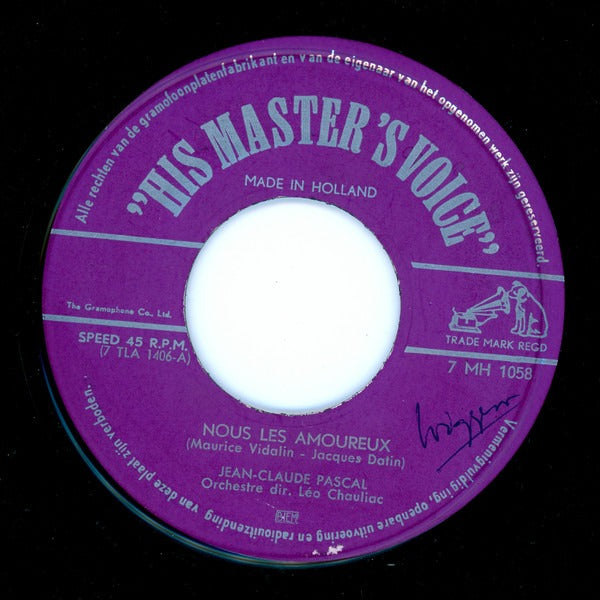 Alle rechten van de gramofoonplatenfabrikant en van de eigenaar van het opgenomen werk zijn gereserveerd.
"HIS MASTER'S VOICE"
MADE IN HOLLAND
The Gramophone Co., Ltd.
SPEED 45 R.P.M.
(7 TLA 1406-A)
TRADE MARK REGD
7 MH 1058
NOUS LES AMOUREUX
(Maurice Vidalin - Jacques Datin)
JEAN-CLAUDE PASCAL
Orchestre dir. Léo Chauliac
Vermenigvuldiging, openbare uitvoering en radiouitzending van deze plaat zijn verboden.